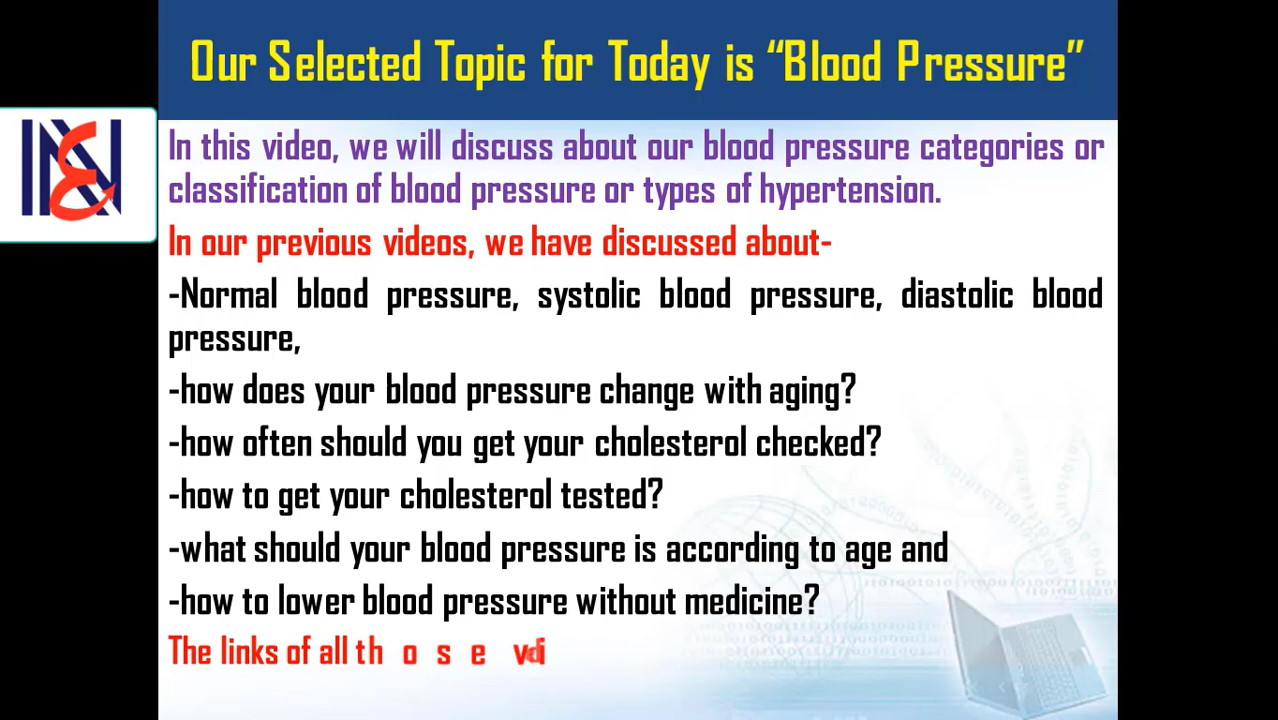 Our Selected Topic for Today is “Blood Pressure”
In this video, we will discuss about our blood pressure categories or
classification of blood pressure or types of hypertension.
In our previous videos, we have discussed about-
-Normal blood pressure, systolic blood pressure, diastolic blood
pressure,
-how does your blood pressure change with aging?
-how often should you get your cholesterol checked?
-how to get your cholesterol tested?
-what should your blood pressure is according to age and
-how to lower blood pressure without medicine?
The links of all those